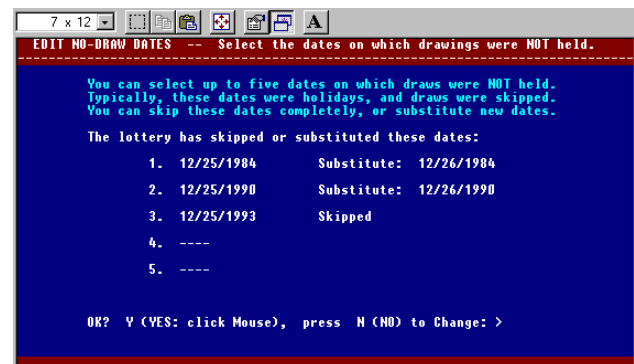 7 x 12
A
EDIT NO-DRAW DATES -- Select the dates on which drawings were NOT held.
You can select up to five dates on which draws were NOT held.
Typically, these dates were holidays, and draws were skipped.
You can skip these dates completely, or substitute new dates.
The lottery has skipped or substituted these dates:
1. 12/25/1984 Substitute: 12/26/1984
2. 12/25/1990 Substitute: 12/26/1990
3. 12/25/1993 Skipped
4. ----
5. ----
OK? Y (YES: click Mouse), press N (NO) to Change: >